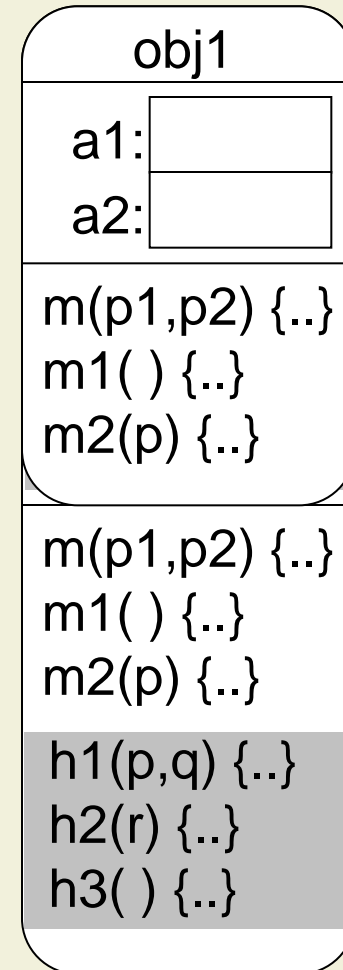 obj1
a1:
a2:
m(p1,p2) {..}
m1( ) {..}
m2(p) {..}
m(p1,p2) {..}
m1( ) {..}
m2(p) {..}
h1(p,q) {..}
h2(r) {..}
h3( ) {..}